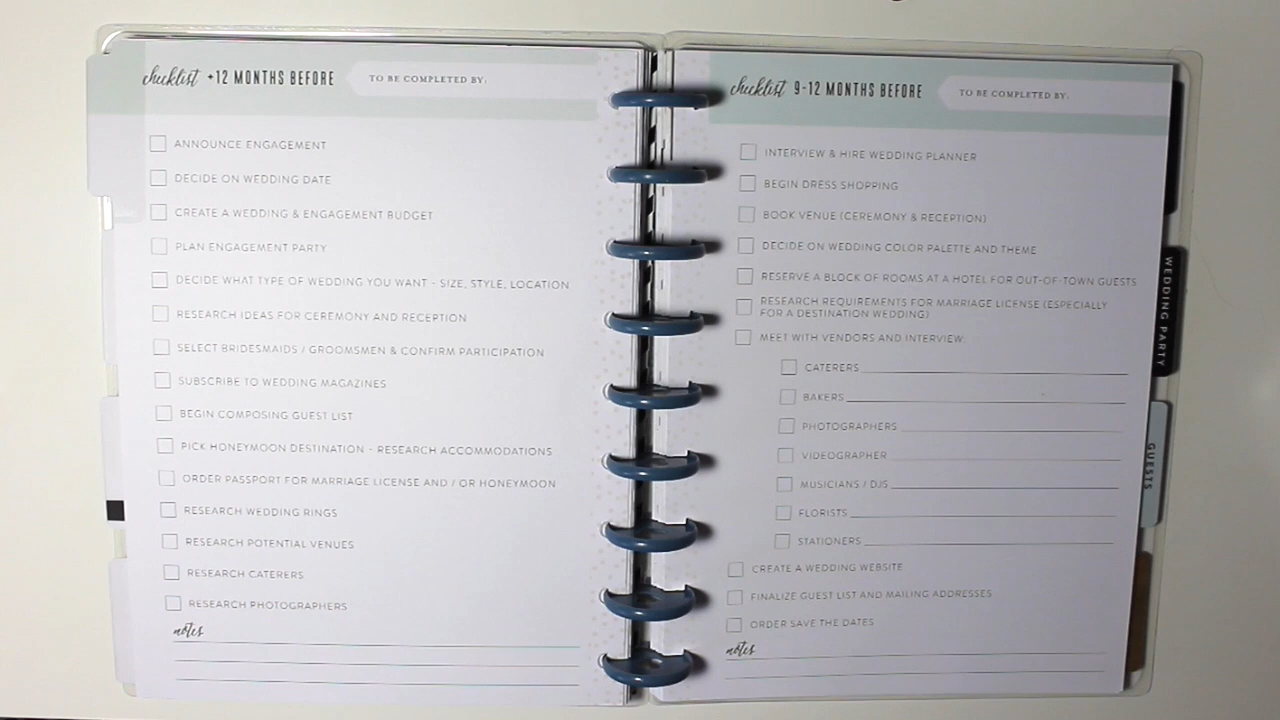 checklist +12 MONTHS BEFORE
TO BE COMPLETED BY:
ANNOUNCE ENGAGEMENT
DECIDE ON WEDDING DATE
CREATE A WEDDING & ENGAGEMENT BUDGET
PLAN ENGAGEMENT PARTY
DECIDE WHAT TYPE OF WEDDING YOU WANT - SIZE, STYLE, LOCATION
RESEARCH IDEAS FOR CEREMONY AND RECEPTION
SELECT BRIDESMAIDS / GROOMSMEN & CONFIRM PARTICIPATION
SUBSCRIBE TO WEDDING MAGAZINES
BEGIN COMPOSING GUEST LIST
PICK HONEYMOON DESTINATION - RESEARCH ACCOMMODATIONS
ORDER PASSPORT FOR MARRIAGE LICENSE AND / OR HONEYMOON
RESEARCH WEDDING RINGS
RESEARCH POTENTIAL VENUES
RESEARCH CATERERS
RESEARCH PHOTOGRAPHERS
notes
checklist 9-12 MONTHS BEFORE
TO BE COMPLETED BY:
INTERVIEW & HIRE WEDDING PLANNER
BEGIN DRESS SHOPPING
BOOK VENUE (CEREMONY & RECEPTION)
DECIDE ON WEDDING COLOR PALETTE AND THEME
RESERVE A BLOCK OF ROOMS AT A HOTEL FOR OUT-OF-TOWN GUESTS
RESEARCH REQUIREMENTS FOR MARRIAGE LICENSE (ESPECIALLY
FOR A DESTINATION WEDDING)
MEET WITH VENDORS AND INTERVIEW:
CATERERS
BAKERS
PHOTOGRAPHERS
VIDEOGRAPHER
MUSICIANS / DJS
FLORISTS
STATIONERS
CREATE A WEDDING WEBSITE
FINALIZE GUEST LIST AND MAILING ADDRESSES
ORDER SAVE THE DATES
notes
WEDDING PARTY
GUESTS